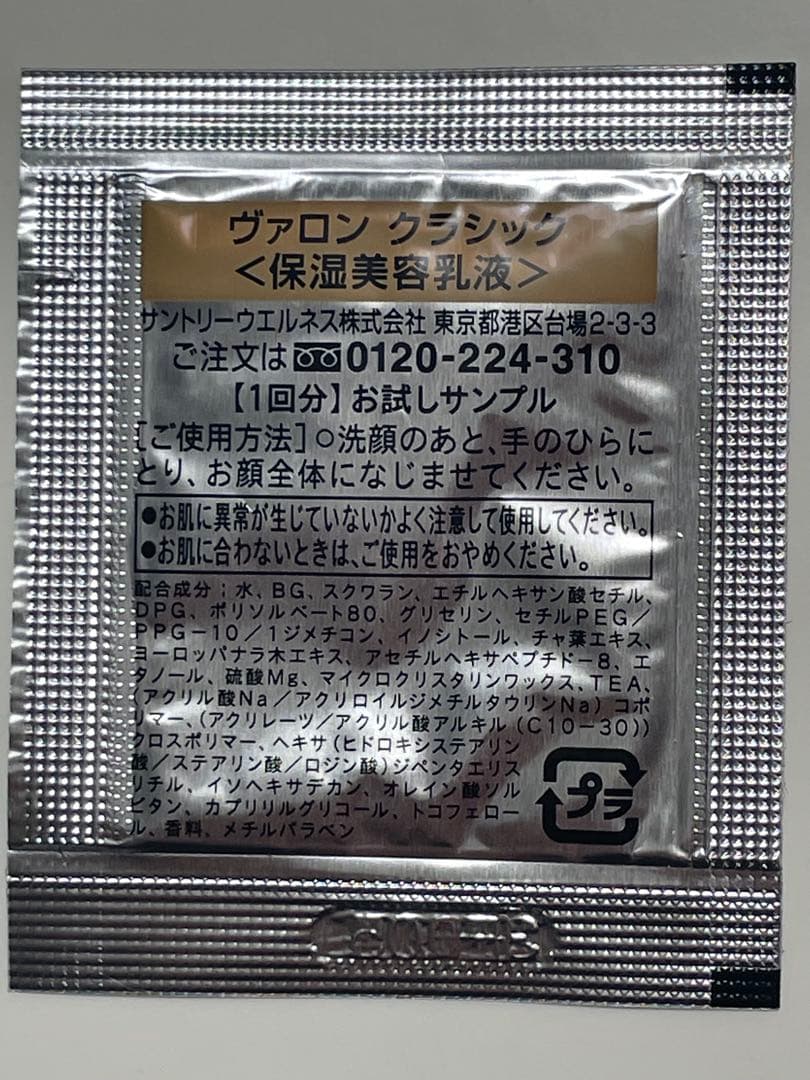 ヴァロン クラシック
＜保湿美容乳液＞
サントリーウエルネス株式会社 東京都港区台場2-3-3
ご注文は 0120-224-310
【1回分】お試しサンプル
[ご使用方法]○洗顔のあと、手のひらに
とり、お顔全体になじませてください。
●お肌に異常が生じていないかよく注意して使用してください。
●お肌に合わないときは、ご使用をおやめください。
配合成分：水、BG、スクワラン、エチルヘキサン酸セチル、
DPG、ポリソルベート80、グリセリン、セチルPEG／
PPG－10／1ジメチコン、イノシトール、チャ葉エキス、
ヨーロッパナラ木エキス、アセチルヘキサペプチド－8、エ
タノール、硫酸Mg、マイクロクリスタリンワックス、TEA、
（アクリル酸Na／アクリロイルジメチルタウリンNa）コポ
リマー、（アクリレーツ／アクリル酸アルキル（C10－30））
クロスポリマー、ヘキサ（ヒドロキシステアリン
酸／ステアリン酸／ロジン酸）ジペンタエリス
リチル、イソヘキサデカン、オレイン酸ソル
ビタン、カプリリルグリコール、トコフェロー
ル、香料、メチルパラベン
プラ